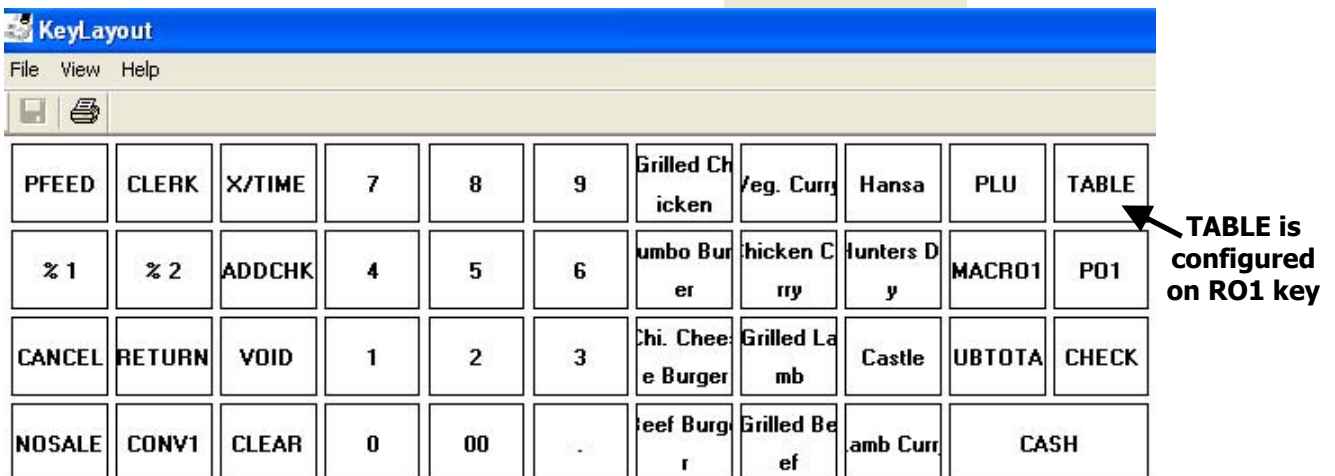 KeyLayout
File View Help
PFEED CLERK X/TIME 7 8 9 Grilled Ch icken Veg. Curry Hansa PLU TABLE
% 1 % 2 ADDCHK 4 5 6 umbo Bur er hicken C rry Hunters D y MACRO1 PO1
CANCEL RETURN VOID 1 2 3 Chi. Chee e Burger Grilled La mb Castle UBTOTA CHECK
NOSALE CONV1 CLEAR 0 00 . eef Burg r Grilled Be ef amb Curr CASH
TABLE is
configured
on RO1 key